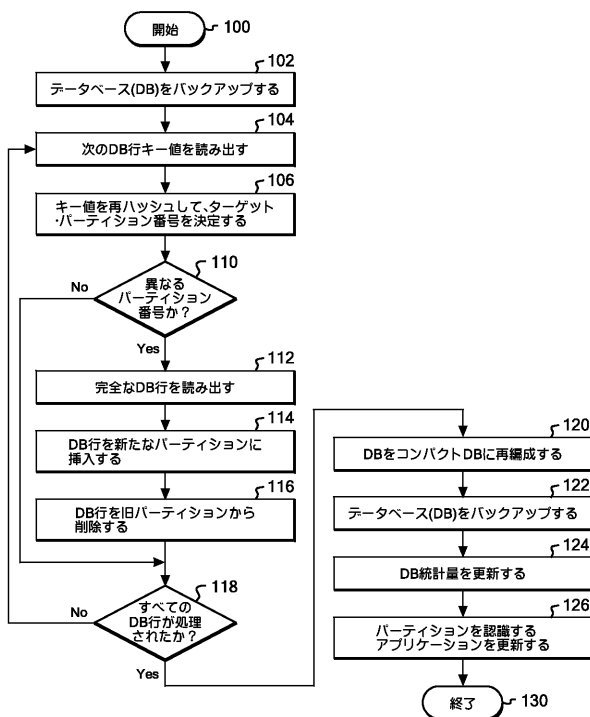 開始
100
102
データベース(DB)をバックアップする
104
次のDB行キー値を読み出す
106
キー値を再ハッシュして、ターゲット
・パーティション番号を決定する
110
異なる
パーティション
番号か？
No
Yes
112
完全なDB行を読み出す
114
DB行を新たなパーティションに
挿入する
116
DB行を旧パーティションから
削除する
118
すべての
DB行が処理
されたか？
No
Yes
120
DBをコンパクトDBに再編成する
122
データベース(DB)をバックアップする
124
DB統計量を更新する
126
パーティションを認識する
アプリケーションを更新する
終了
130